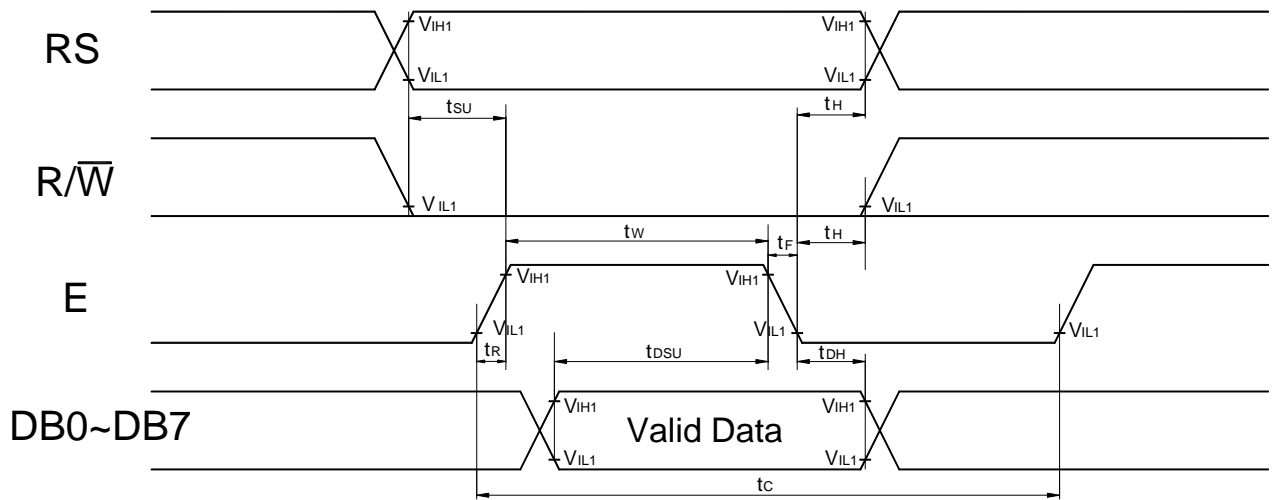 RS
VIH1
VIH1
VIL1
VIL1
tSU
tH
R/W̅
VIL1
VIL1
tW
tF
tH
E
VIH1
VIH1
VIL1
VIL1
VIL1
tR
tDSU
tDH
DB0~DB7
VIH1
Valid Data
VIH1
VIL1
VIL1
tC